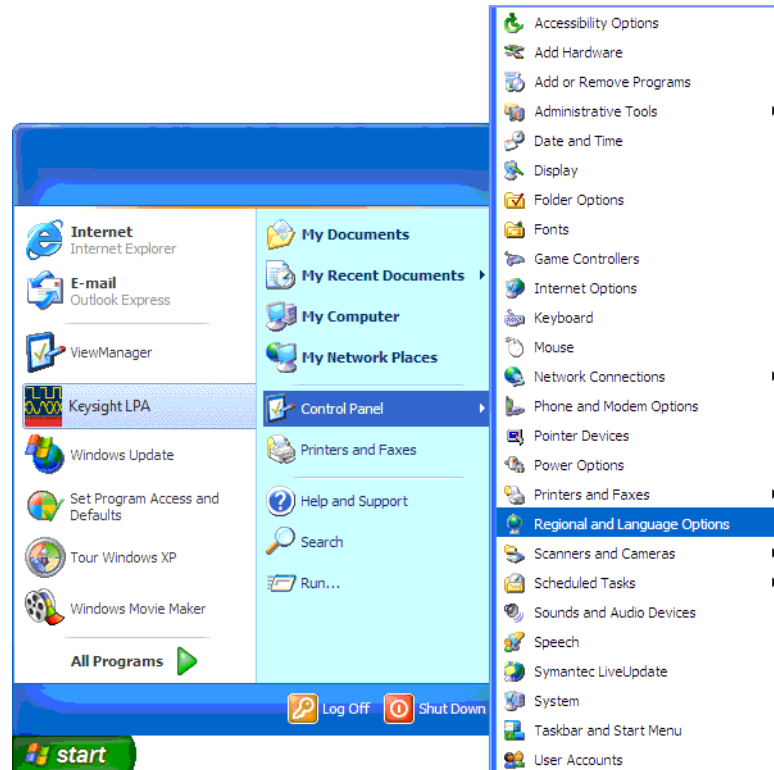 Internet
Internet Explorer
E-mail
Outlook Express
ViewManager
Keysight LPA
Windows Update
Set Program Access and
Defaults
Tour Windows XP
Windows Movie Maker
All Programs
My Documents
My Recent Documents
My Computer
My Network Places
Control Panel
Printers and Faxes
Help and Support
Search
Run...
Log Off
Shut Down
start
Accessibility Options
Add Hardware
Add or Remove Programs
Administrative Tools
Date and Time
Display
Folder Options
Fonts
Game Controllers
Internet Options
Keyboard
Mouse
Network Connections
Phone and Modem Options
Pointer Devices
Power Options
Printers and Faxes
Regional and Language Options
Scanners and Cameras
Scheduled Tasks
Sounds and Audio Devices
Speech
Symantec LiveUpdate
System
Taskbar and Start Menu
User Accounts